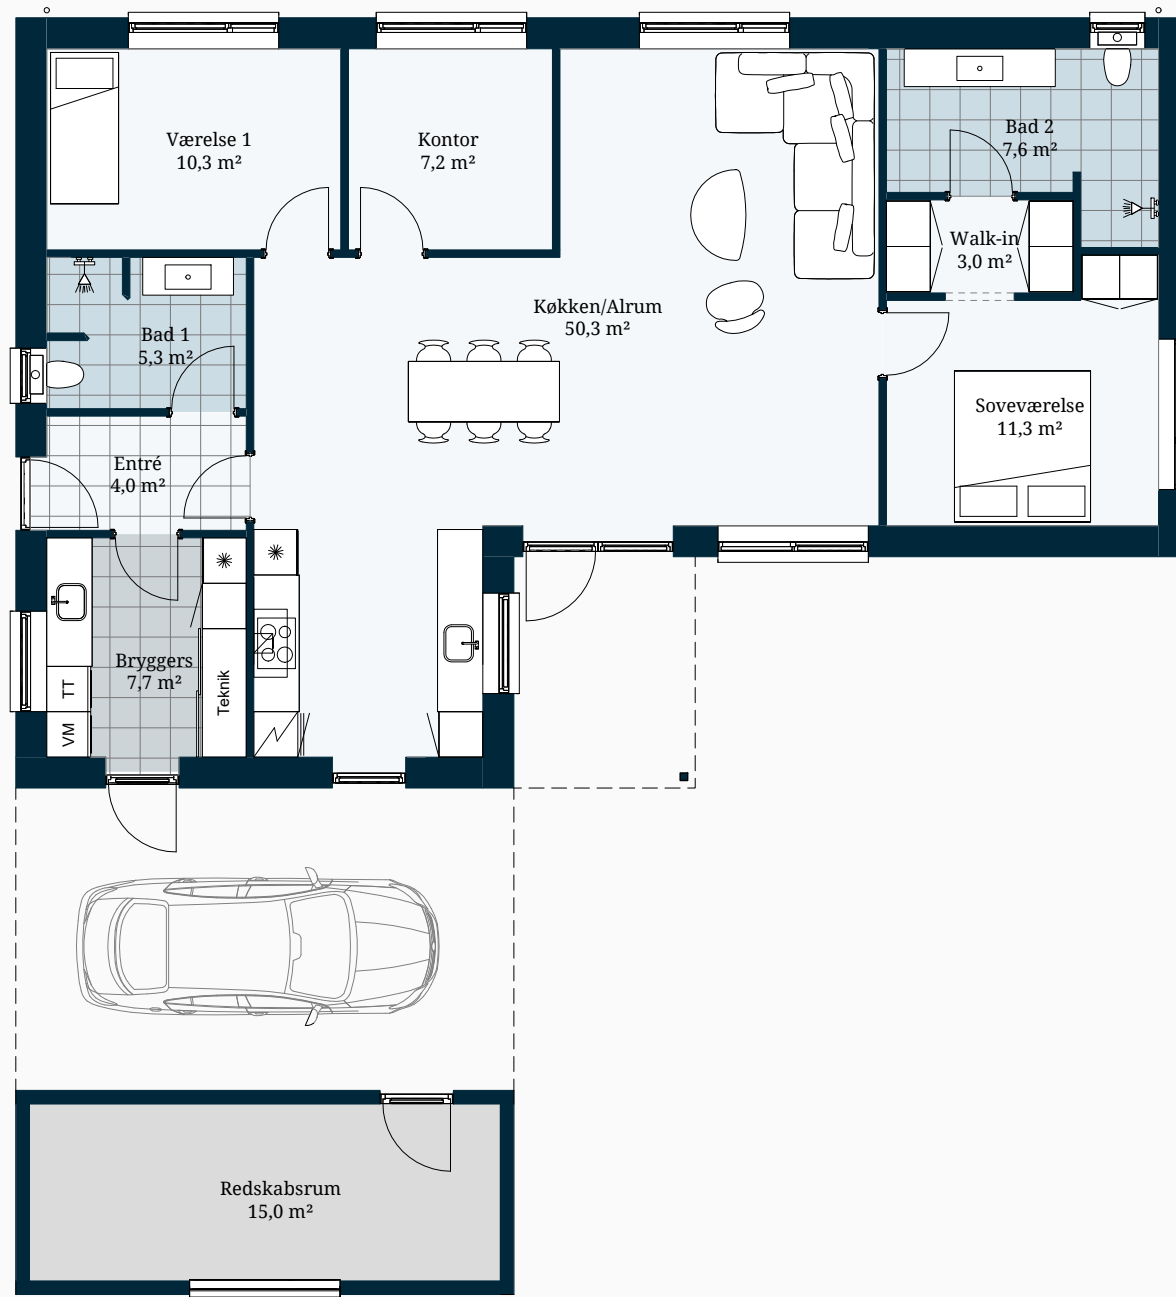 Værelse 1
10,3 m²
Kontor
7,2 m²
Bad 2
7,6 m²
Walk-in
3,0 m²
Køkken/Alrum
50,3 m²
Bad 1
5,3 m²
Soveværelse
11,3 m²
Entré
4,0 m²
Bryggers
7,7 m²
TT
VM
Teknik
Redskabsrum
15,0 m²